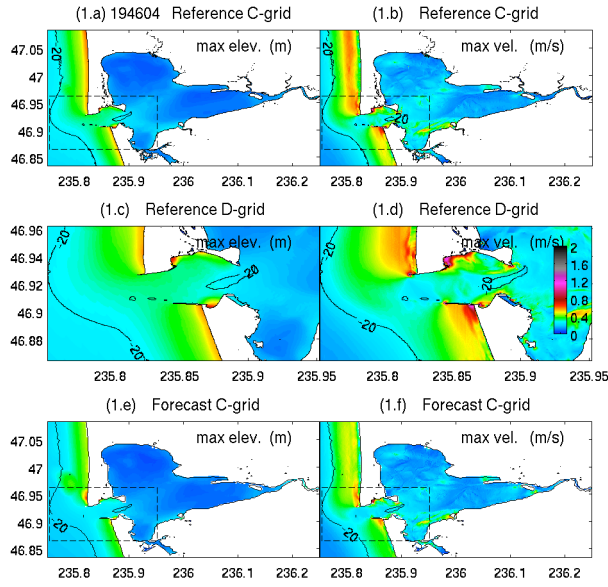 (1.a) 194604 Reference C-grid
(1.b) Reference C-grid
max elev. (m)
max vel. (m/s)
47.05
47
46.95
46.9
46.85
-20
-20
20
235.8 235.9 236 236.1 236.2
235.8 235.9 236 236.1 236.2
(1.c) Reference D-grid
(1.d) Reference D-grid
max elev. (m)
max vel. (m/s)
46.96
46.94
46.92
46.9
46.88
-20
20
-20
-20
20
2
1.6
1.2
0.8
0.4
0
235.8 235.85 235.9 235.95
235.8 235.85 235.9 235.95
(1.e) Forecast C-grid
(1.f) Forecast C-grid
max elev. (m)
max vel. (m/s)
47.05
47
46.95
46.9
46.85
-20
-20
235.8 235.9 236 236.1 236.2
235.8 235.9 236 236.1 236.2